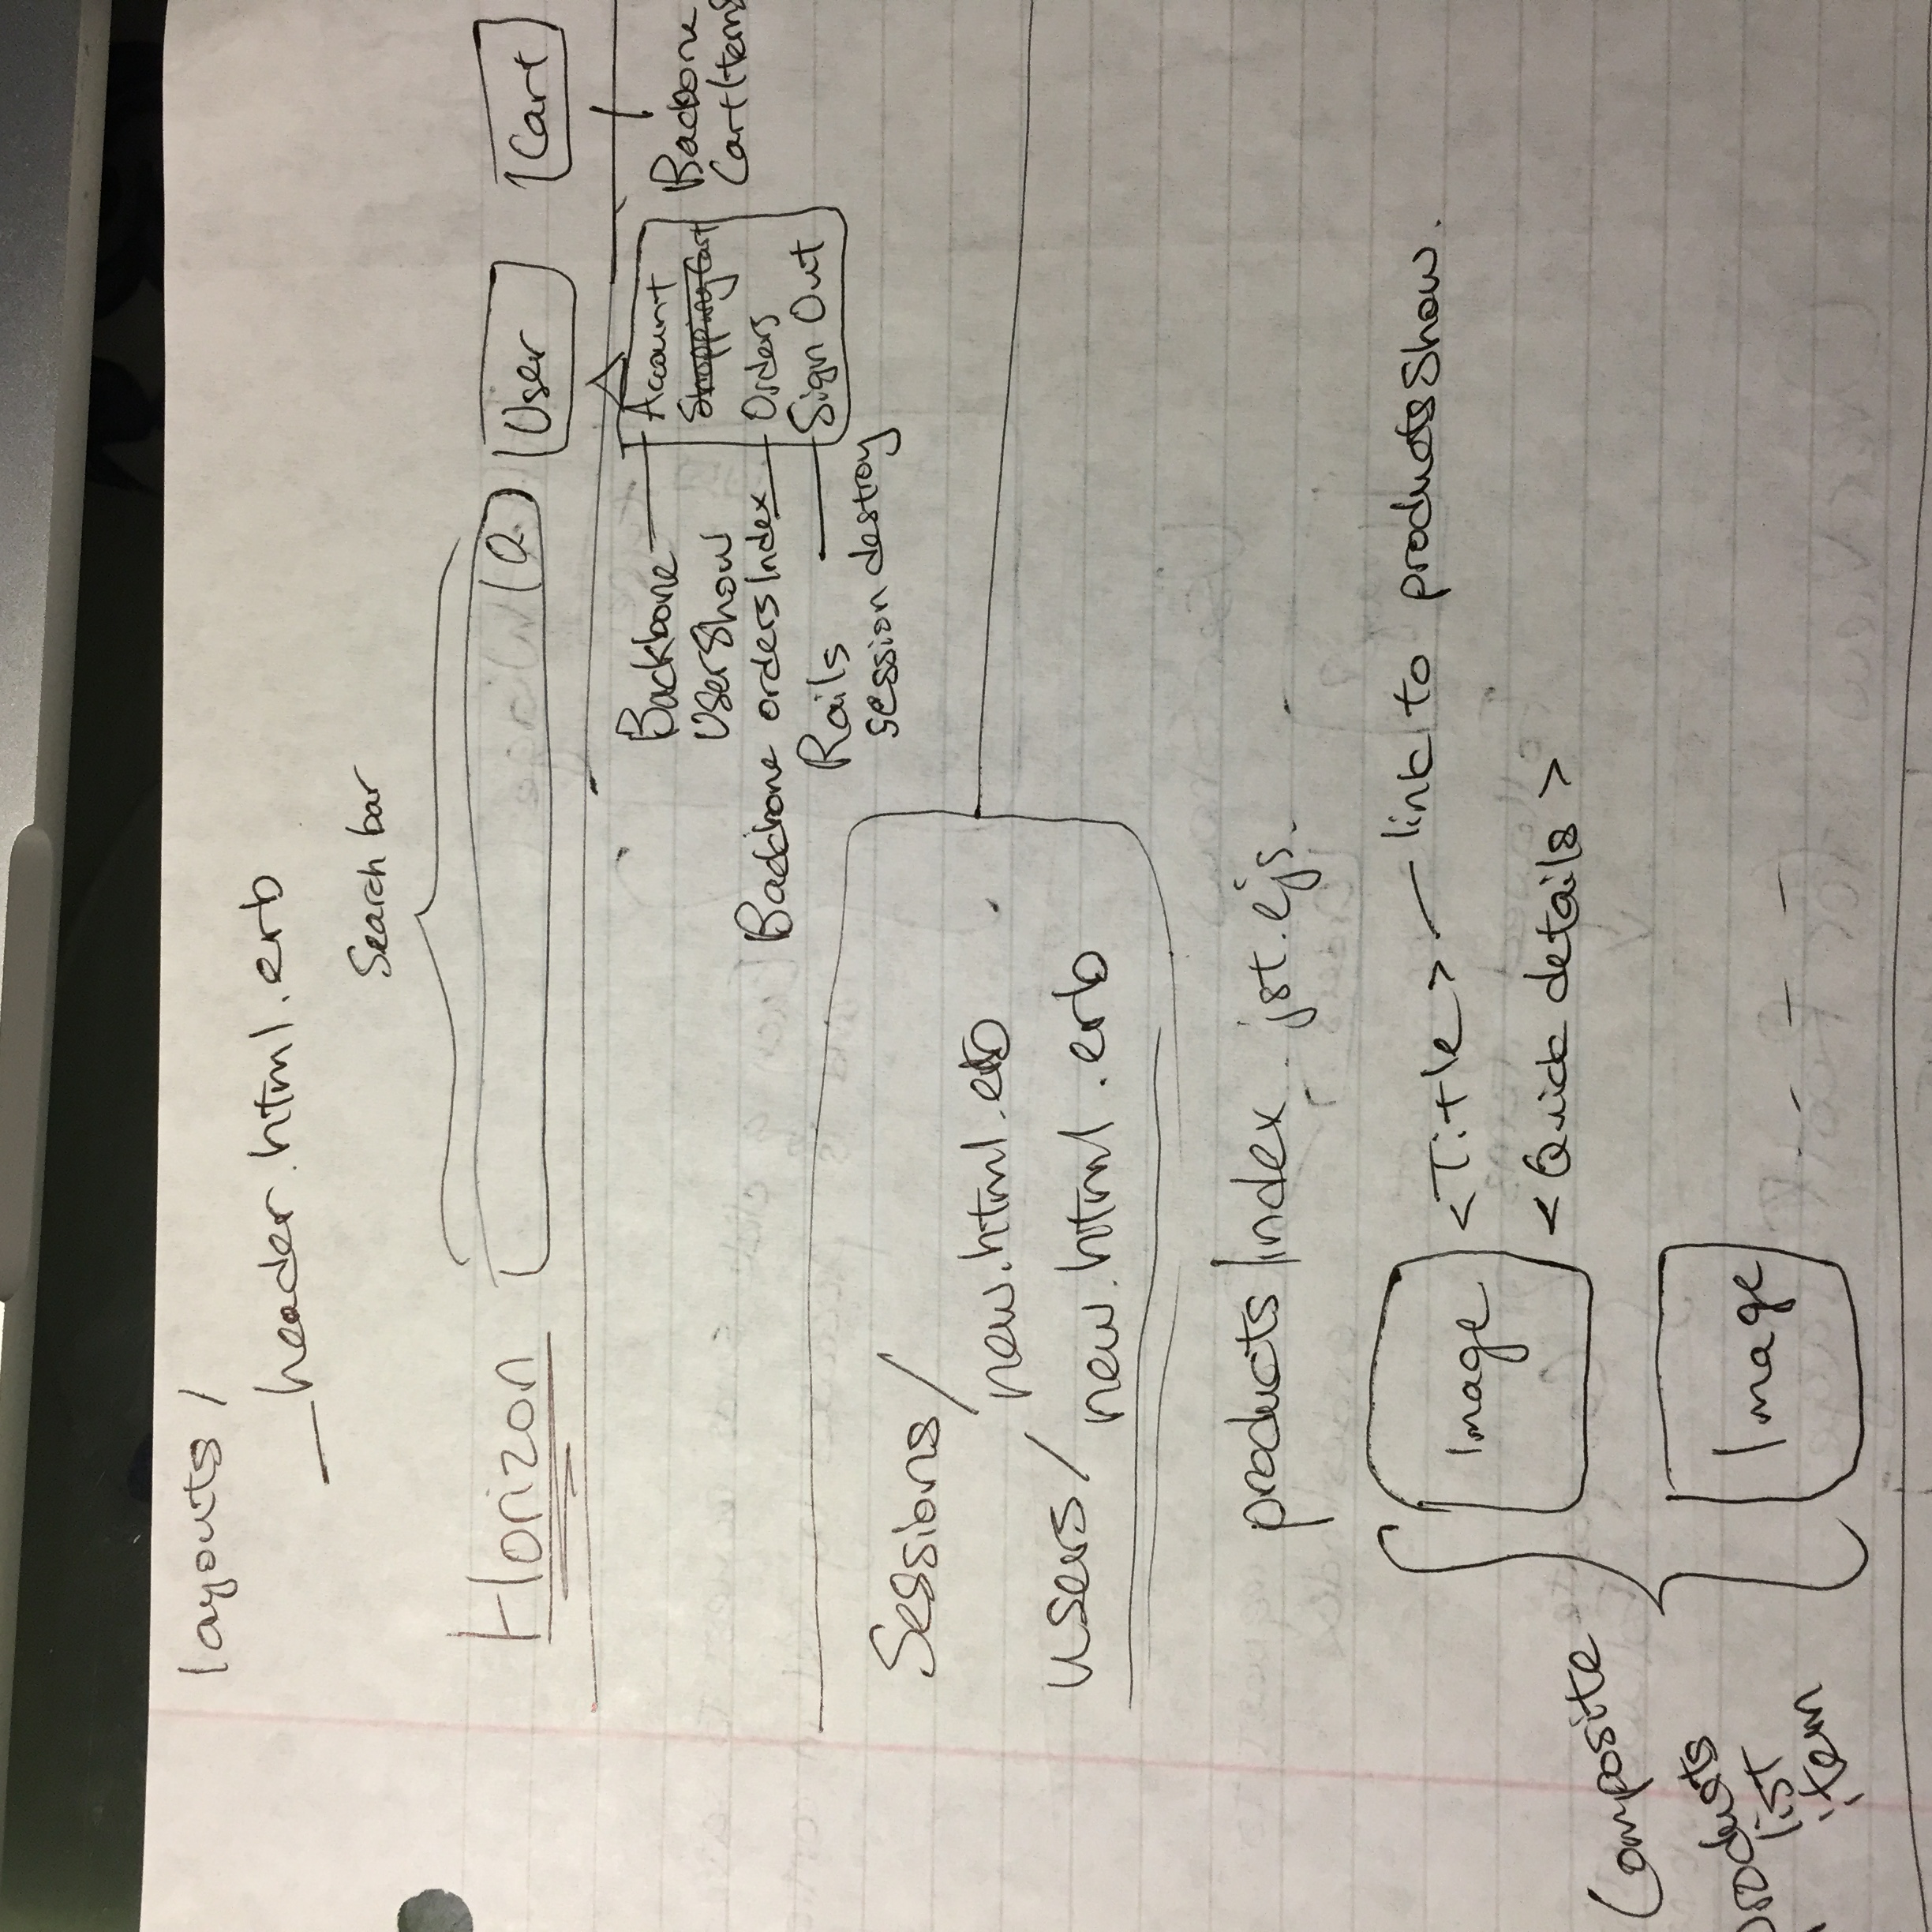 layouts/
_header.html.erb
Search bar
Horizon
User
Cart
Backbone
UserShow
Account
Shopping Cart
Bacbone
CartItems
Backbone ordersIndex
Orders
Rails
session destroy
Sign Out
Sessions/
new.html.erb
users/
new.html.erb
products/index.jst.ejs.
Image
<Title> link to productsShow.
<Quick details>
Composite
products
list
item
Image